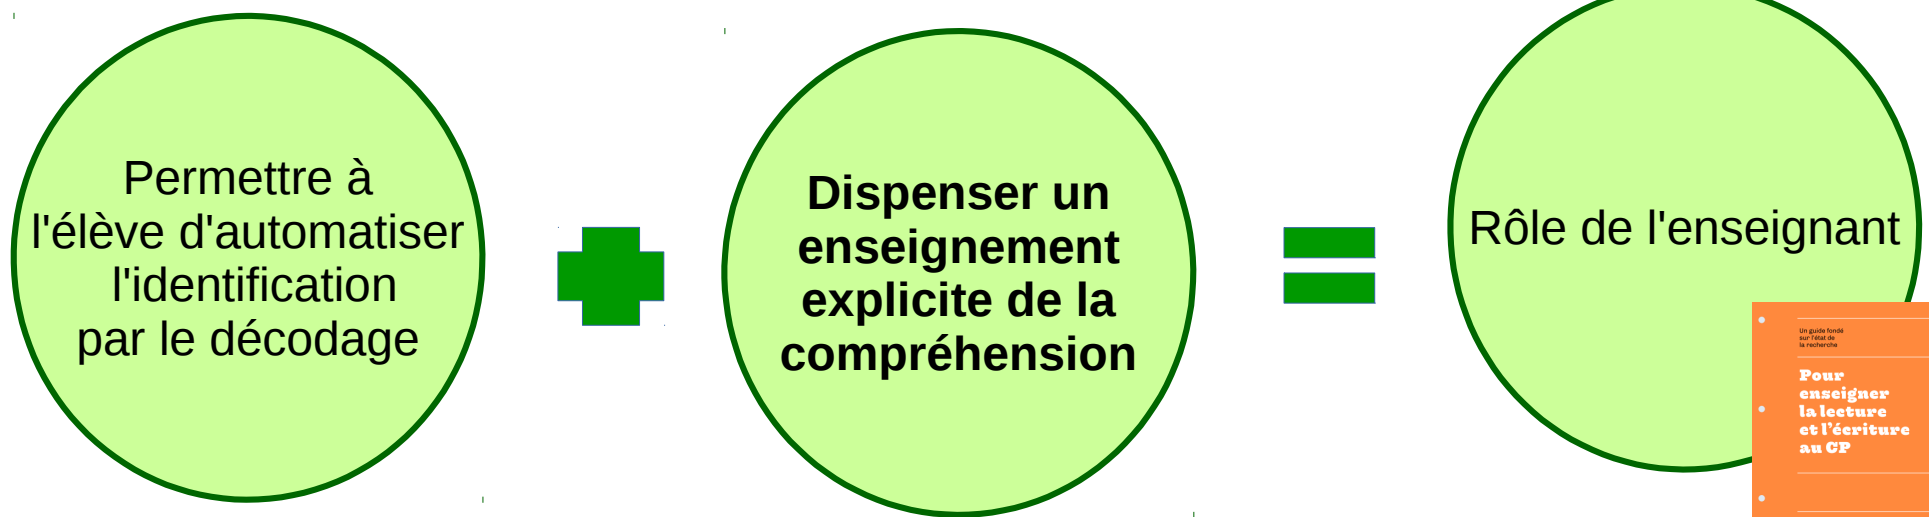 Permettre à
l'élève d'automatiser
l'identification
par le décodage
Dispenser un
enseignement
explicite de la
compréhension
Rôle de l'enseignant
Un guide fondé
sur l'état de
la recherche
Pour
enseigner
la lecture
et l'écriture
au CP